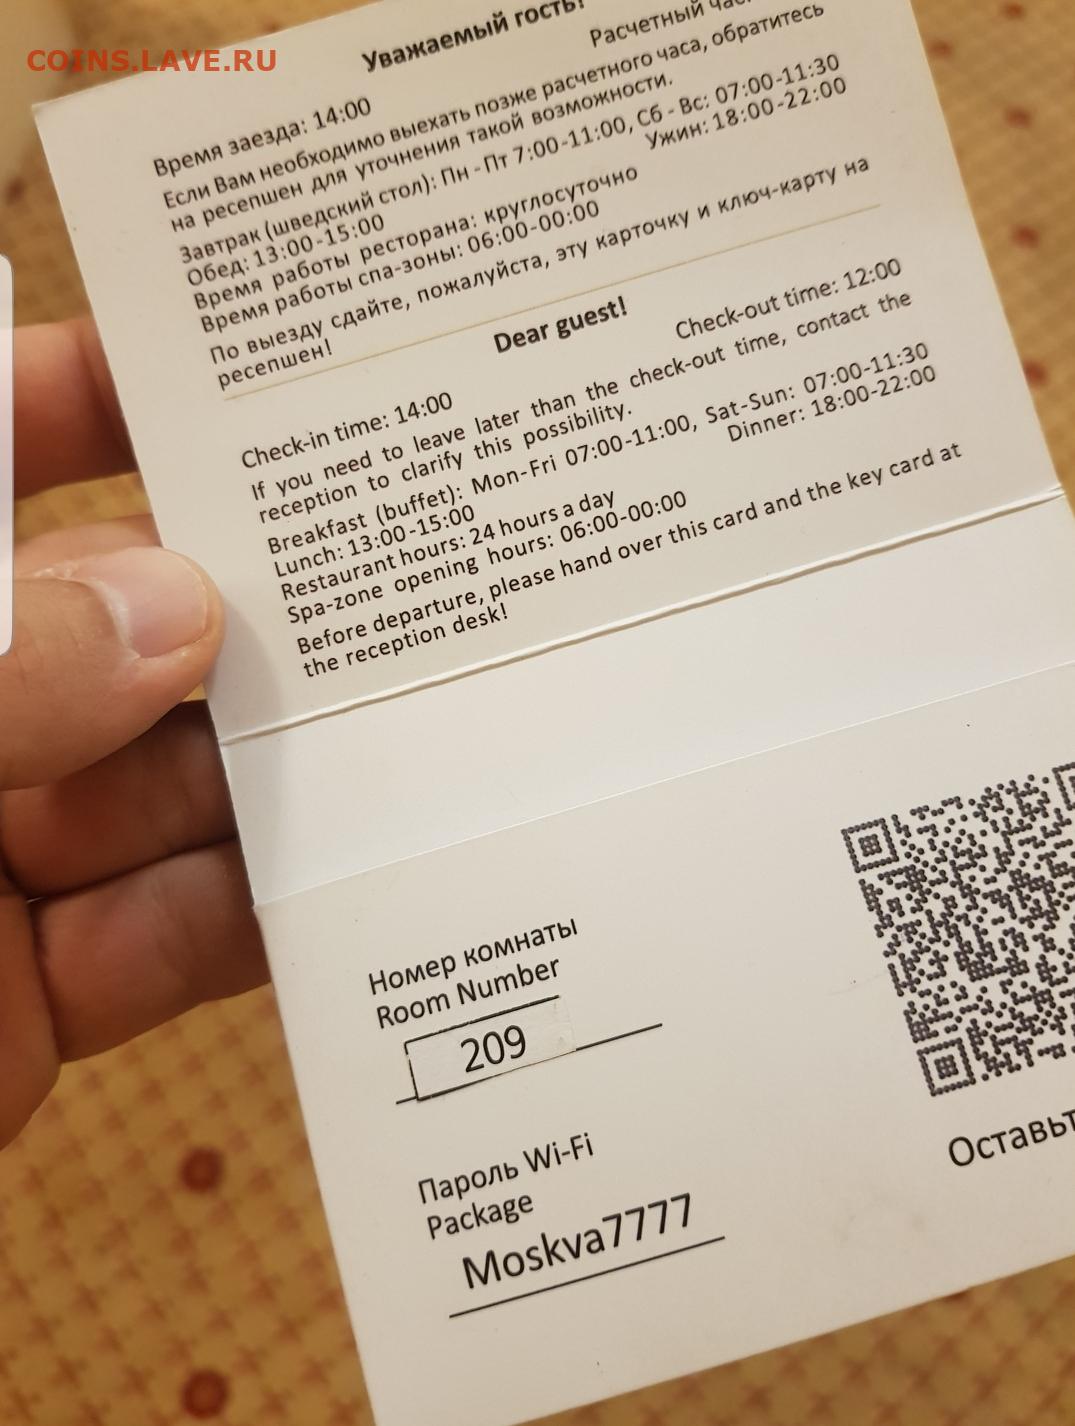 COINS.LAVE.RU
Уважаемый гость!
Время заезда: 14:00 Расчетный
Если Вам необходимо выехать позже расчетного часа, обратитесь
на ресепшен для уточнения такой возможности.
Завтрак (шведский стол): Пн - Пт 7:00-11:00, Сб - Вс: 07:00-11:30
Обед: 13:00-15:00 Ужин: 18:00-22:00
Время работы ресторана: круглосуточно
Время работы спа-зоны: 06:00-00:00
По выезду сдайте, пожалуйста, эту карточку и ключ-карту на
ресепшен!
Dear guest!
Check-in time: 14:00 Check-out time: 12:00
If you need to leave later than the check-out time, contact the
reception to clarify this possibility.
Breakfast (buffet): Mon-Fri 07:00-11:00, Sat-Sun: 07:00-11:30
Lunch: 13:00-15:00 Dinner: 18:00-22:00
Restaurant hours: 24 hours a day
Spa-zone opening hours: 06:00-00:00
Before departure, please hand over this card and the key card at
the reception desk!
Номер комнаты
Room Number
209
Пароль Wi-Fi
Package
Moskva7777
Оставьт